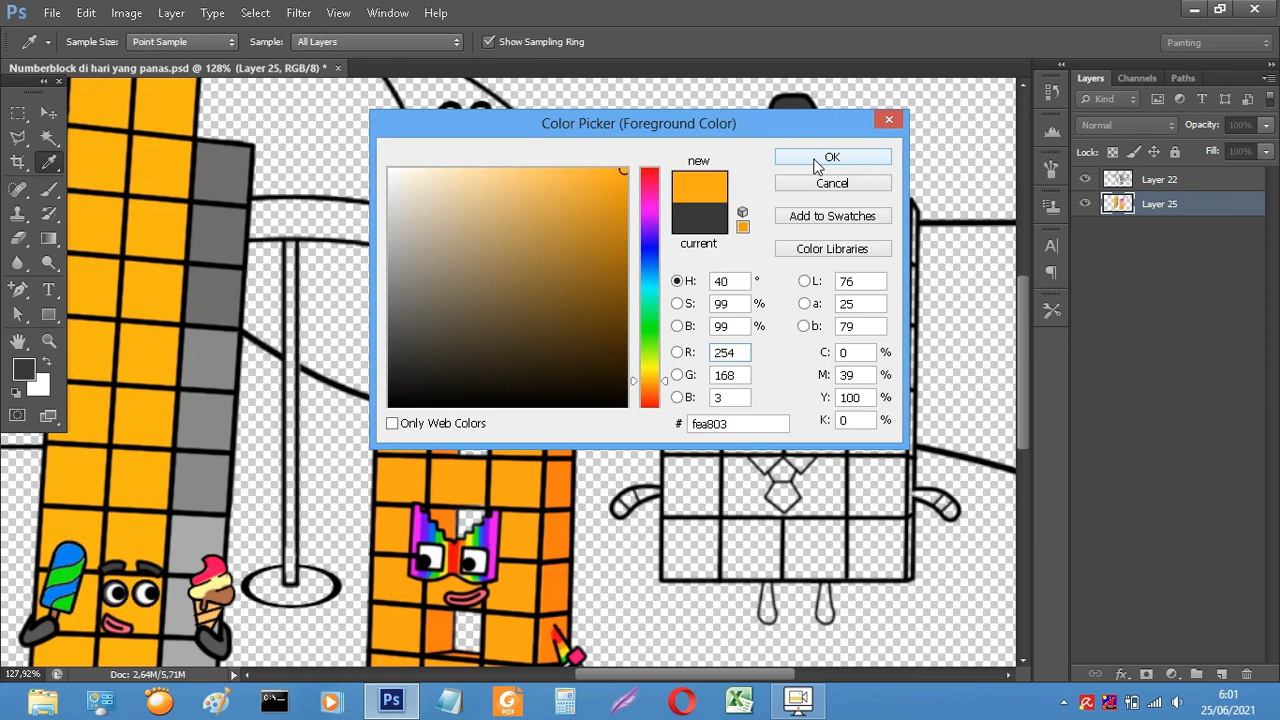 Ps File Edit Image Layer Type Select Filter View Window Help
Sample Size: Point Sample Sample: All Layers Show Sampling Ring Painting
Numberblock di hari yang panas.psd @ 128% (Layer 25, RGB/8) * ×
Layers Channels Paths
Kind
Normal Opacity: 100%
Lock: Fill: 100%
Layer 22
Layer 25
Color Picker (Foreground Color)
new
current
OK
Cancel
Add to Swatches
Color Libraries
H: 40 ° L: 76
S: 99 % a: 25
B: 99 % b: 79
R: 254 C: 0 %
G: 168 M: 39 %
B: 3 Y: 100 %
# fea803 K: 0 %
Only Web Colors
127,92% Doc: 2,64M/5,71M
Ps PDF
6:01
25/06/2021